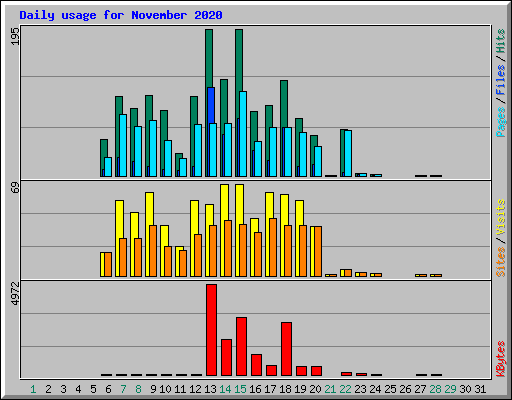 Daily usage for November 2020
195
Pages / Files / Hits
69
Sites / Visits
4972
KBytes
1 2 3 4 5 6 7 8 9 10 11 12 13 14 15 16 17 18 19 20 21 22 23 24 25 26 27 28 29 30 31